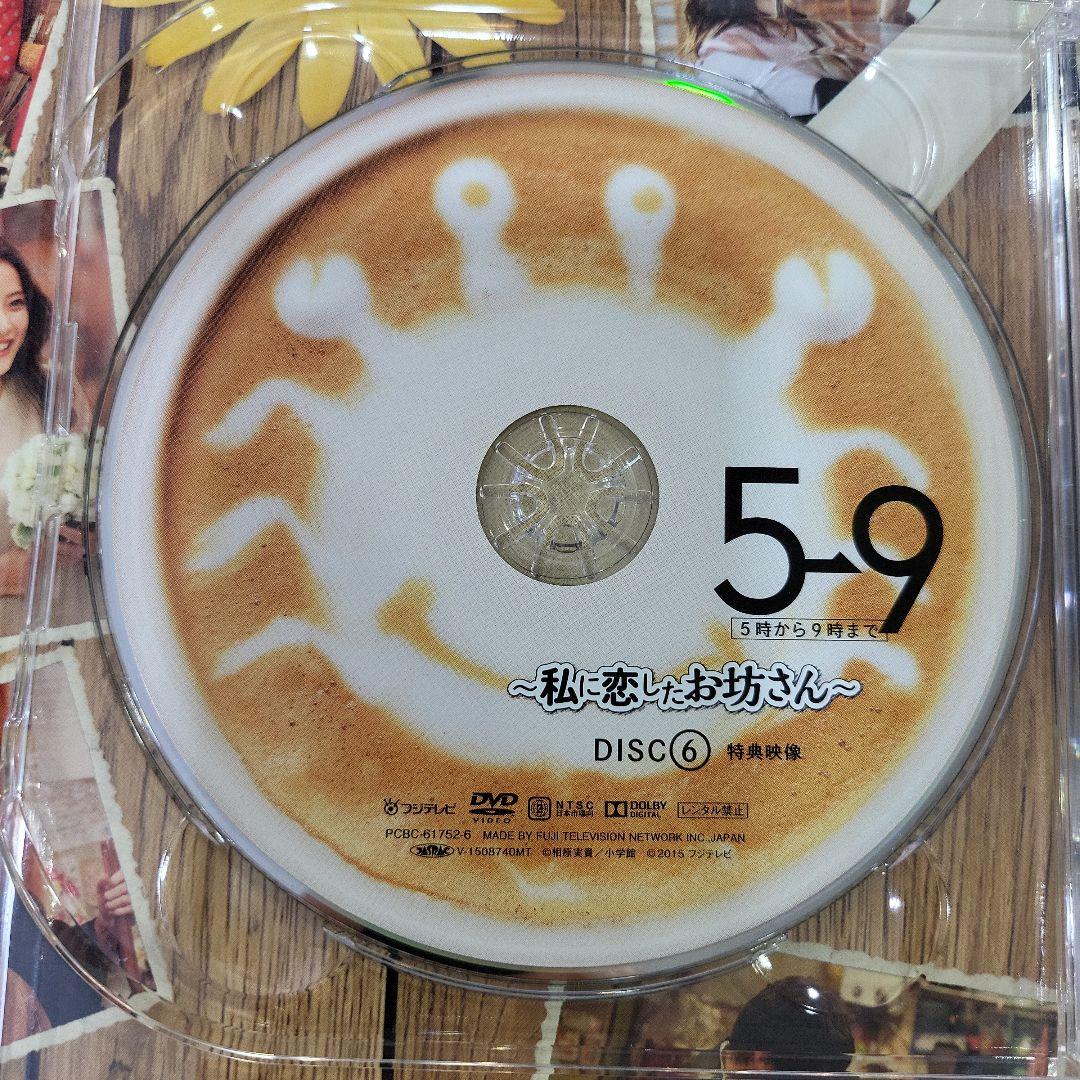 5→9
5時から9時まで
～私に恋したお坊さん～
DISC⑥ 特典映像
フジテレビ DVD VIDEO 2 NTSC 日本市場向 DOLBY DIGITAL レンタル禁止
PCBC-61752-6 MADE BY FUJI TELEVISION NETWORK INC.,JAPAN
JASRAC V-1508740MT ©相原実貴／小学館 ©2015 フジテレビ